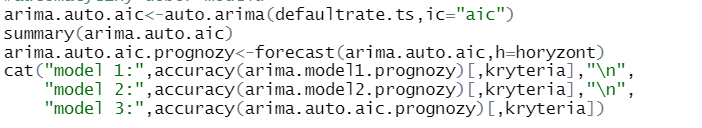 arima.auto.aic<-auto.arima(defaultrate.ts,ic="aic")
summary(arima.auto.aic)
arima.auto.aic.prognozy<-forecast(arima.auto.aic,h=horyzont)
cat("model 1:",accuracy(arima.model1.prognozy)[,kryteria],"\n",
    "model 2:",accuracy(arima.model2.prognozy)[,kryteria],"\n",
    "model 3:",accuracy(arima.auto.aic.prognozy)[,kryteria])